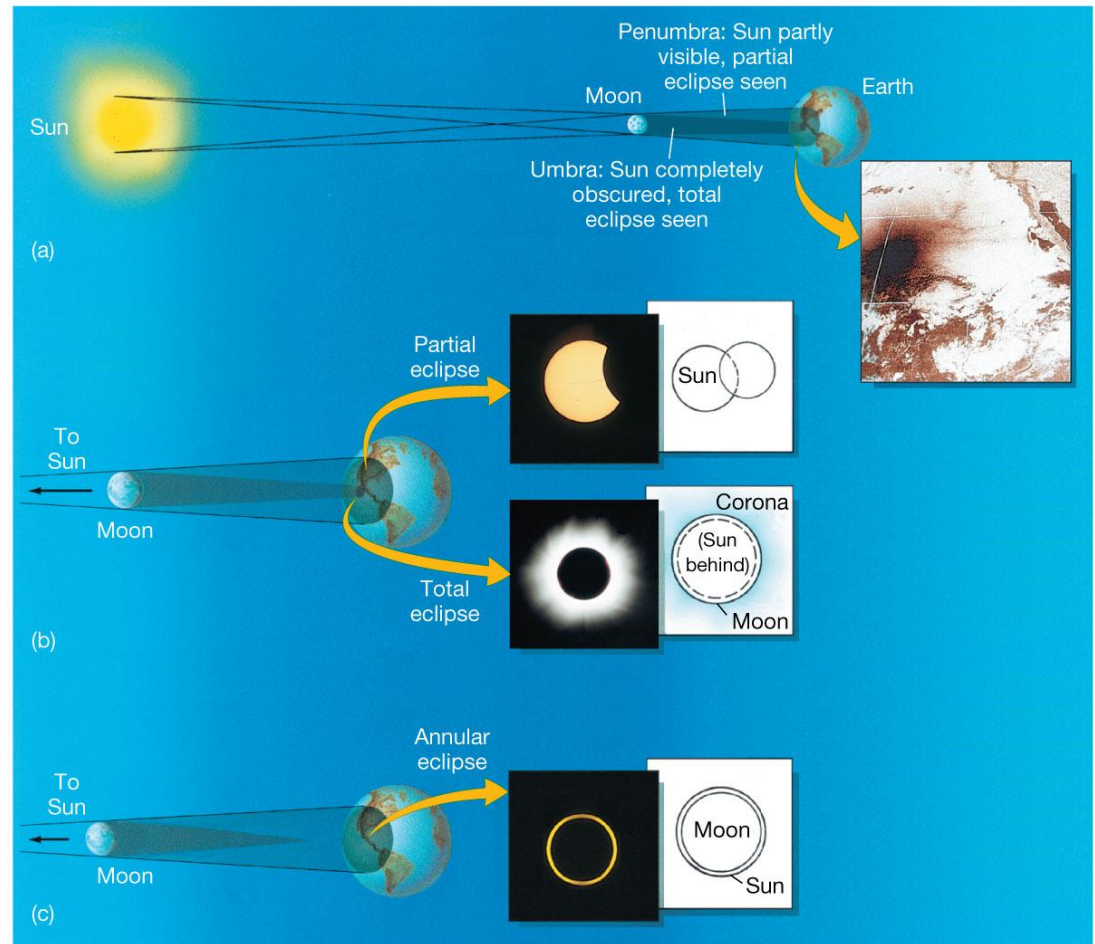 Penumbra: Sun partly
visible, partial
eclipse seen
Moon
Earth
Sun
Umbra: Sun completely
obscured, total
eclipse seen
(a)
Partial
eclipse
Sun
To
Sun
Moon
Corona
(Sun
behind)
Total
eclipse
Moon
(b)
Annular
eclipse
To
Sun
Moon
Moon
Sun
(c)